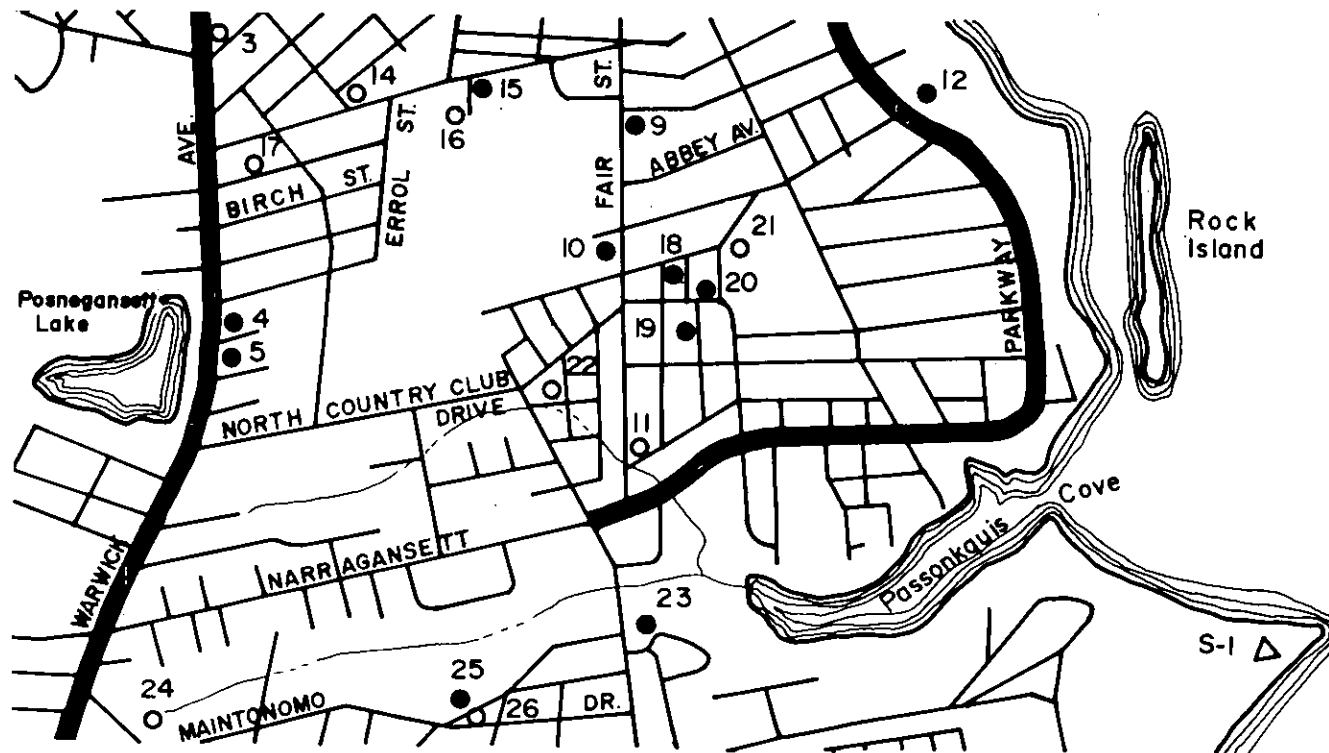 3
14
15
16
17
12
9
AVE.
BIRCH ST.
ERROL ST.
FAIR ST.
ABBEY AV.
10
18
21
20
19
Rock
Island
PARKWAY
Posnegansett
Lake
4
5
22
NORTH COUNTRY CLUB
DRIVE
11
Cove
Passonkquis
WARWICK
NARRAGANSETT
23
S-1
24
25
26
MAINTONOMO DR.